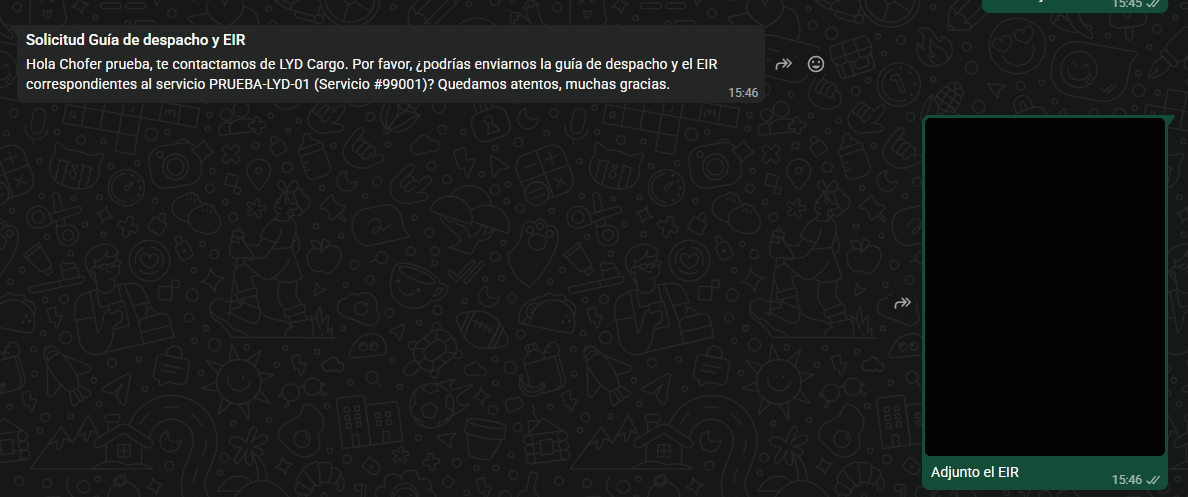 15:45
Solicitud Guía de despacho y EIR
Hola Chofer prueba, te contactamos de LYD Cargo. Por favor, ¿podrías enviarnos la guía de despacho y el EIR
correspondientes al servicio PRUEBA-LYD-01 (Servicio #99001)? Quedamos atentos, muchas gracias.
15:46
Adjunto el EIR
15:46